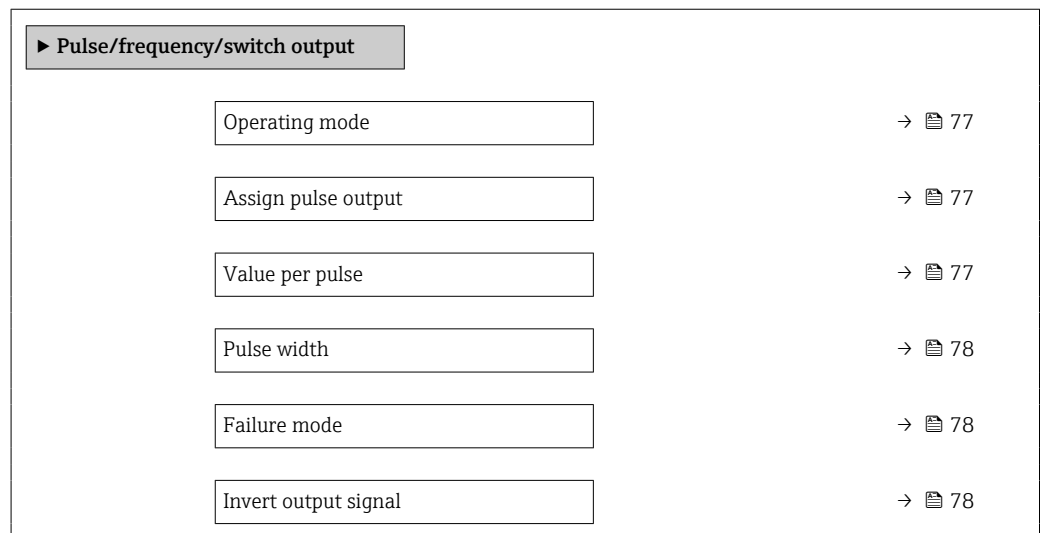 ▶ Pulse/frequency/switch output
Operating mode → 77
Assign pulse output → 77
Value per pulse → 77
Pulse width → 78
Failure mode → 78
Invert output signal → 78